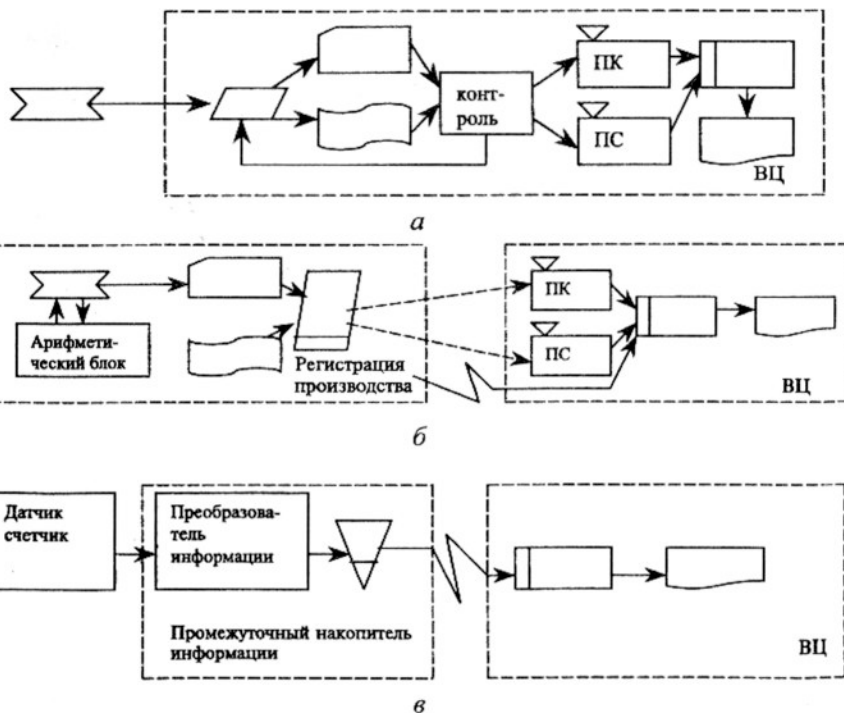 конт-
роль
ПК
ПС
ВЦ
а
Арифмети-
ческий блок
Регистрация
производства
ПК
ПС
ВЦ
б
Датчик
счетчик
Преобразова-
тель
информации
Промежуточный накопитель
информации
ВЦ
в